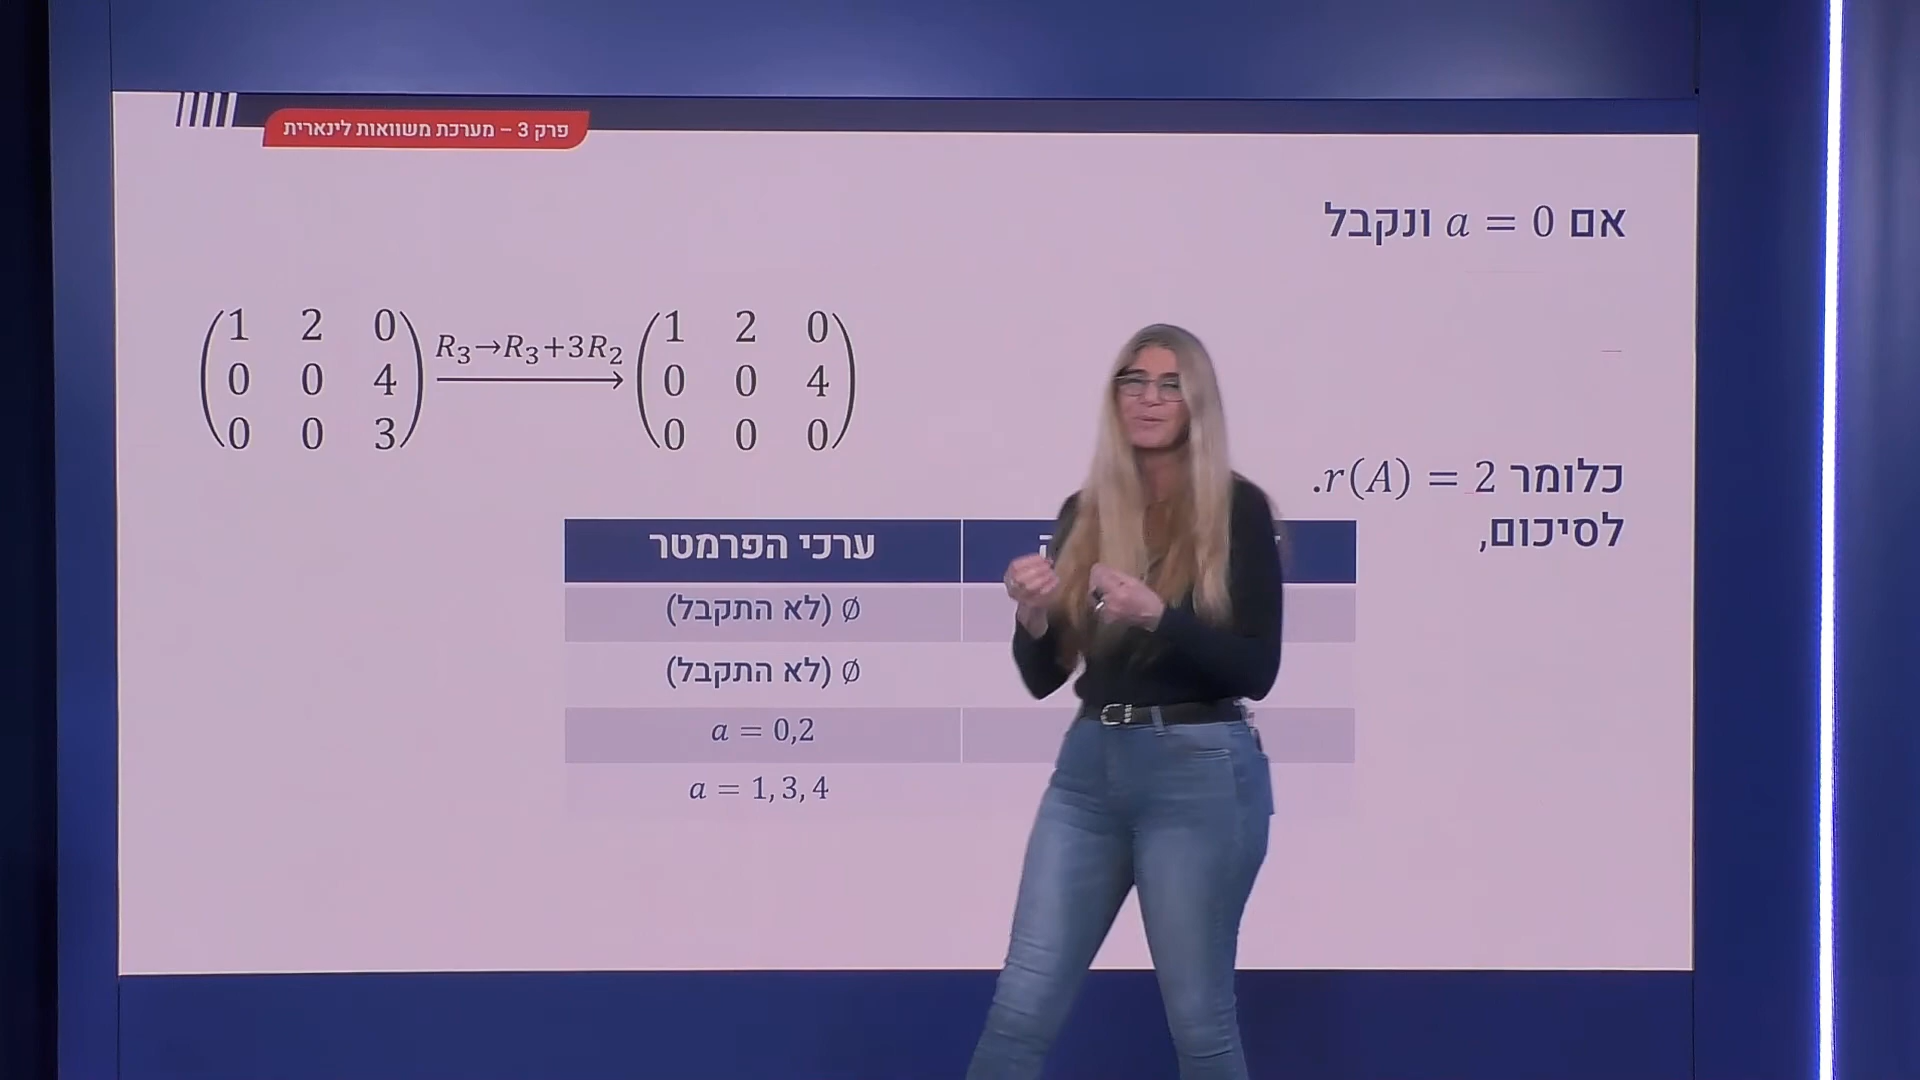 פרק 3 – מערכת משוואות לינארית
אם a = 0 ונקבל
1 2 0
0 0 4
0 0 3
R₃→R₃+3R₂
1 2 0
0 0 4
0 0 0
כלומר r(A) = 2.
לסיכום,
ערכי הפרמטר
∅ (לא התקבל)
∅ (לא התקבל)
a = 0,2
a = 1, 3, 4